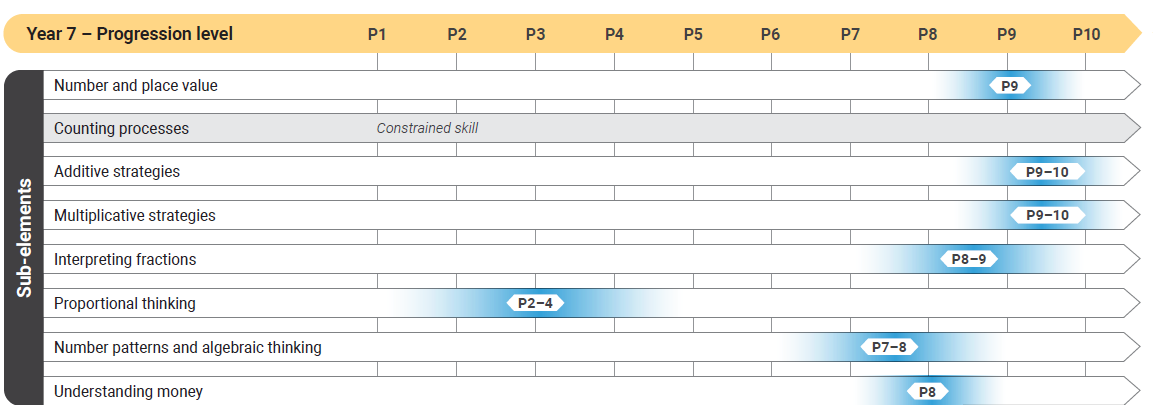 Year 7 – Progression level P1 P2 P3 P4 P5 P6 P7 P8 P9 P10
Sub-elements
Number and place value P9
Counting processes Constrained skill
Additive strategies P9–10
Multiplicative strategies P9–10
Interpreting fractions P8–9
Proportional thinking P2–4
Number patterns and algebraic thinking P7–8
Understanding money P8